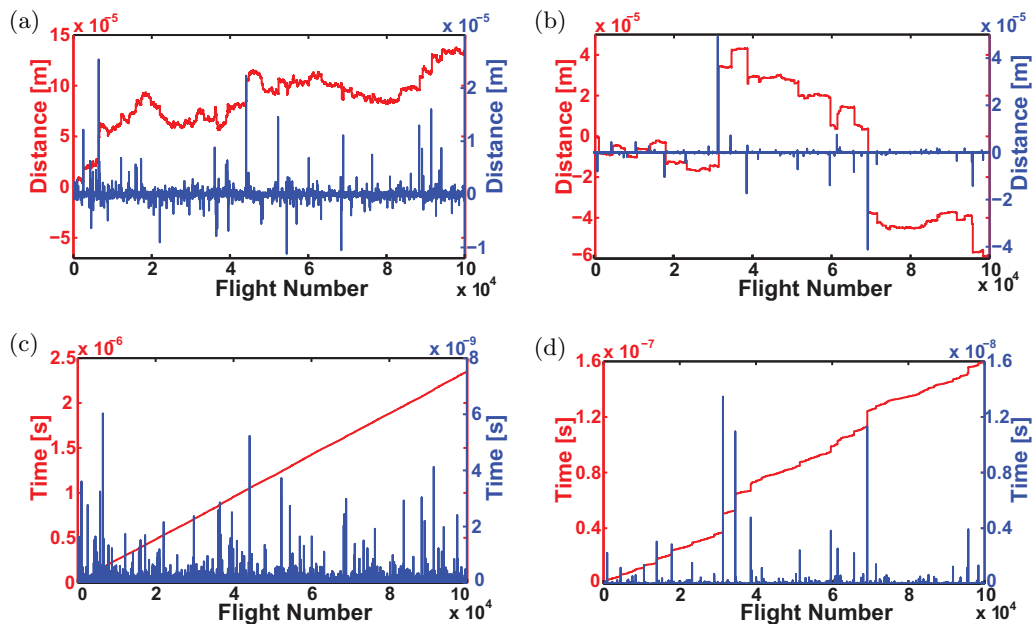 (a)
x 10^-5
x 10^-5
15
10
5
0
−5
2
1
0
−1
Distance [m]
Distance [m]
0 2 4 6 8 10
Flight Number
x 10^4
(b)
x 10^-5
x 10^-5
4
2
0
−2
−4
−6
4
2
0
−2
−4
Distance [m]
Distance [m]
0 2 4 6 8 10
Flight Number
x 10^4
(c)
x 10^-6
x 10^-9
2.5
2
1.5
1
0.5
0
8
6
4
2
0
Time [s]
Time [s]
0 2 4 6 8 10
Flight Number
x 10^4
(d)
x 10^-7
x 10^-8
1.6
1.2
0.8
0.4
0
1.6
1.2
0.8
0.4
0
Time [s]
Time [s]
0 2 4 6 8 10
Flight Number
x 10^4